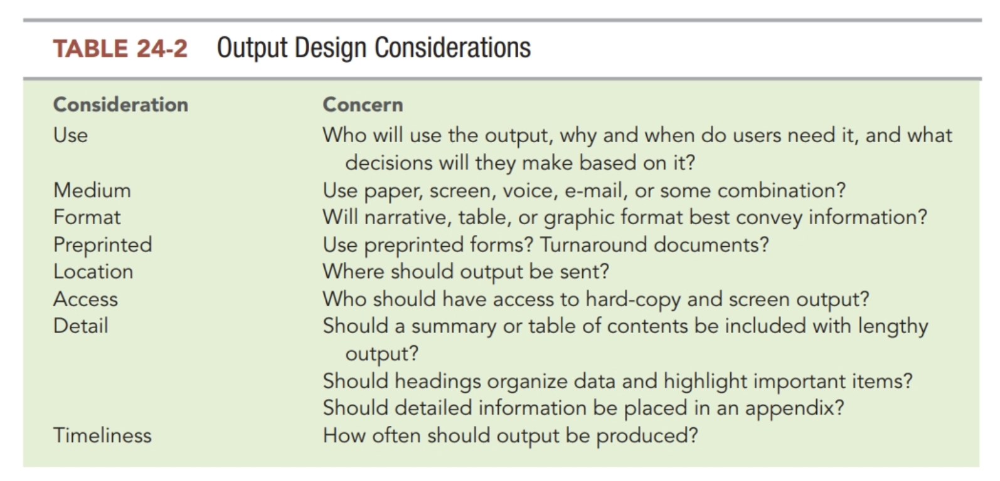 TABLE 24-2 Output Design Considerations
Consideration Concern
Use Who will use the output, why and when do users need it, and what
decisions will they make based on it?
Medium Use paper, screen, voice, e-mail, or some combination?
Format Will narrative, table, or graphic format best convey information?
Preprinted Use preprinted forms? Turnaround documents?
Location Where should output be sent?
Access Who should have access to hard-copy and screen output?
Detail Should a summary or table of contents be included with lengthy
output?
Should headings organize data and highlight important items?
Should detailed information be placed in an appendix?
Timeliness How often should output be produced?